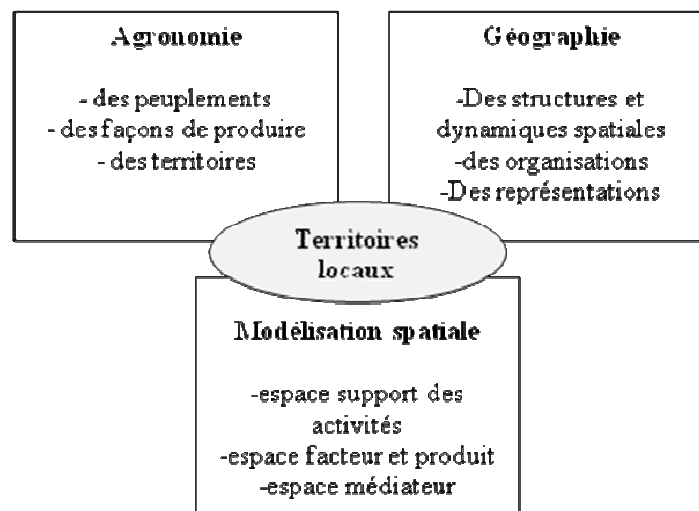 Agronomie
- des peuplements
- des façons de produire
- des territoires
Géographie
-Des structures et
dynamiques spatiales
-des organisations
-Des représentations
Territoires
locaux
Modélisation spatiale
-espace support des
activités
-espace facteur et produit
-espace médiateur